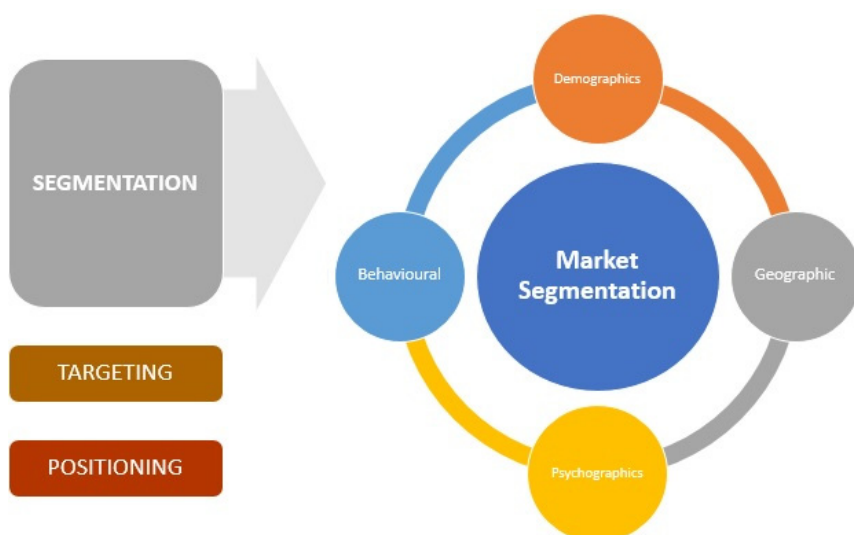 SEGMENTATION
TARGETING
POSITIONING
Demographics
Behavioural
Market
Segmentation
Geographic
Psychographics